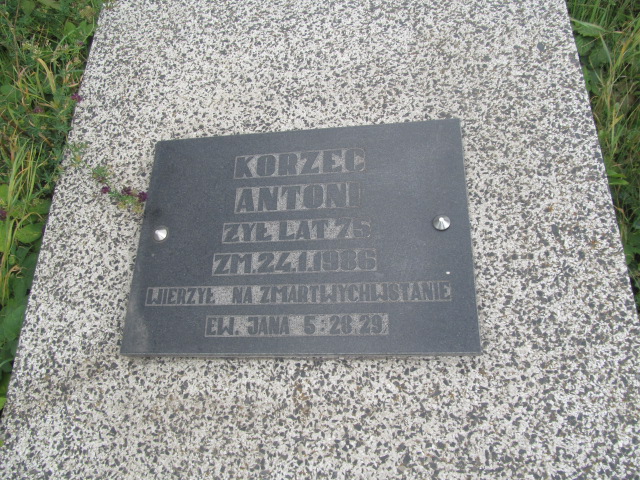 KORZEC
ANTONI
ŻYŁ LAT 75
ZM.24.1.1986
WIERZYŁ NA ZMARTWYCHWSTANIE
EW. JANA 5:28,29